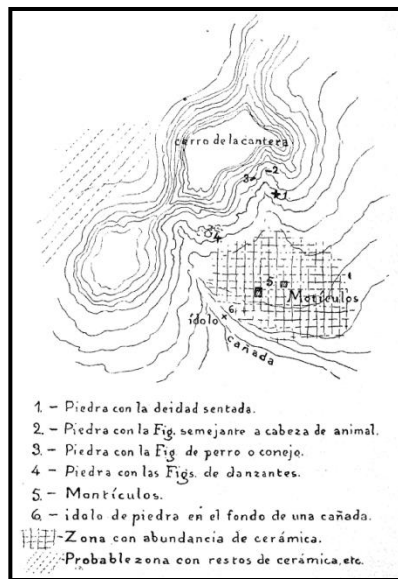 cerro de la cantera
3
2
1
4
5
Montículos
6
ídolo
cañada
1. - Piedra con la deidad sentada.
2 - Piedra con la Fig. semejante a cabeza de animal.
3. - Piedra con la Fig. de perro o conejo.
4 - Piedra con las Figs. de danzantes.
5 - Montículos.
6 - idolo de piedra en el fondo de una cañada.
- Zona con abundancia de cerámica.
- Probable zona con restos de cerámica, etc.